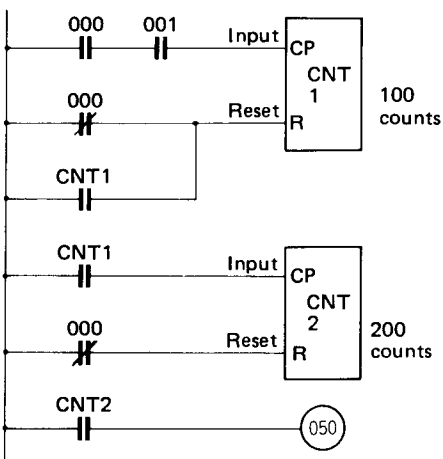 000 001 Input CP
CNT
1
100
counts
000 Reset R
CNT1
CNT1 Input CP
CNT
2
200
counts
000 Reset R
CNT2
050